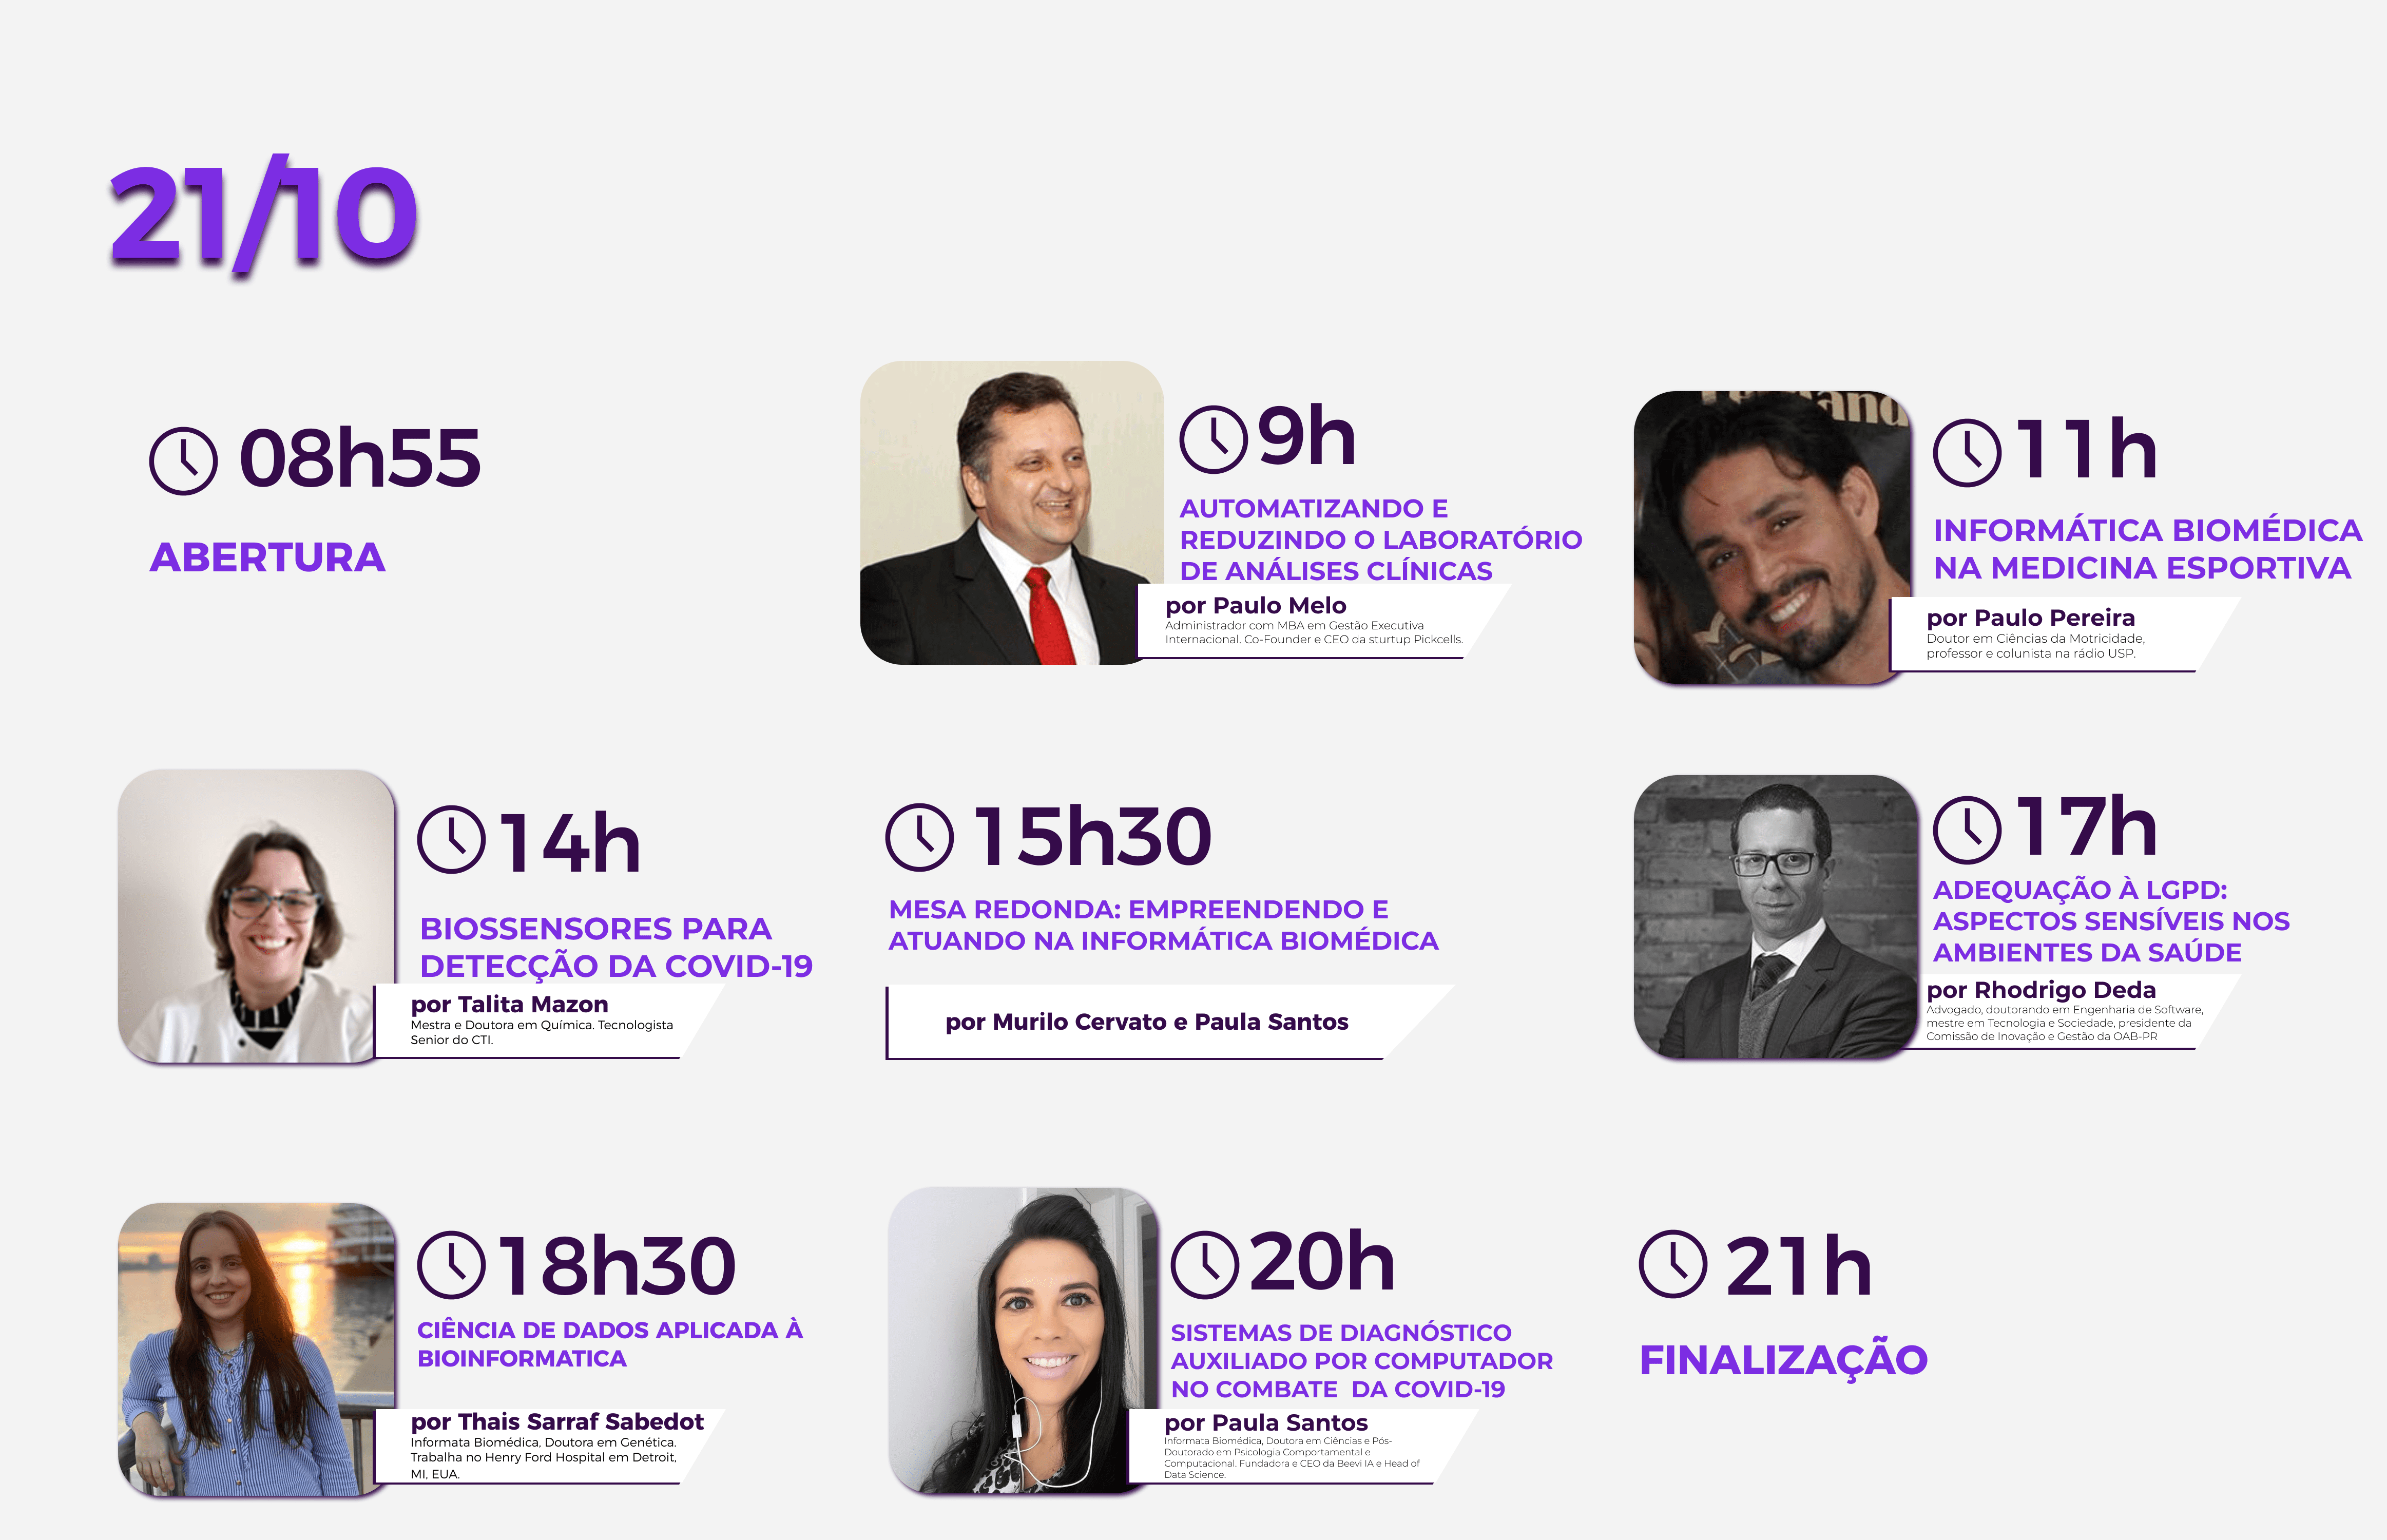 21/10
08h55
ABERTURA
9h
AUTOMATIZANDO E
REDUZINDO O LABORATÓRIO
DE ANÁLISES CLÍNICAS
por Paulo Melo
Administrador com MBA em Gestão Executiva
Internacional. Co-Founder e CEO da sturtup Pickcells.
11h
INFORMÁTICA BIOMÉDICA
NA MEDICINA ESPORTIVA
por Paulo Pereira
Doutor em Ciências da Motricidade,
professor e colunista na rádio USP.
14h
BIOSSENSORES PARA
DETECÇÃO DA COVID-19
por Talita Mazon
Mestra e Doutora em Química. Tecnologista
Senior do CTI.
15h30
MESA REDONDA: EMPREENDENDO E
ATUANDO NA INFORMÁTICA BIOMÉDICA
por Murilo Cervato e Paula Santos
17h
ADEQUAÇÃO À LGPD:
ASPECTOS SENSÍVEIS NOS
AMBIENTES DA SAÚDE
por Rhodrigo Deda
Advogado, doutorando em Engenharia de Software,
mestre em Tecnologia e Sociedade, presidente da
Comissão de Inovação e Gestão da OAB-PR
18h30
CIÊNCIA DE DADOS APLICADA À
BIOINFORMATICA
por Thais Sarraf Sabedot
Informata Biomédica, Doutora em Genética.
Trabalha no Henry Ford Hospital em Detroit,
MI, EUA.
20h
SISTEMAS DE DIAGNÓSTICO
AUXILIADO POR COMPUTADOR
NO COMBATE  DA COVID-19
por Paula Santos
Informata Biomédica, Doutora em Ciências e Pós-
Doutorado em Psicologia Comportamental e
Computacional. Fundadora e CEO da Beevi IA e Head of
Data Science.
21h
FINALIZAÇÃO